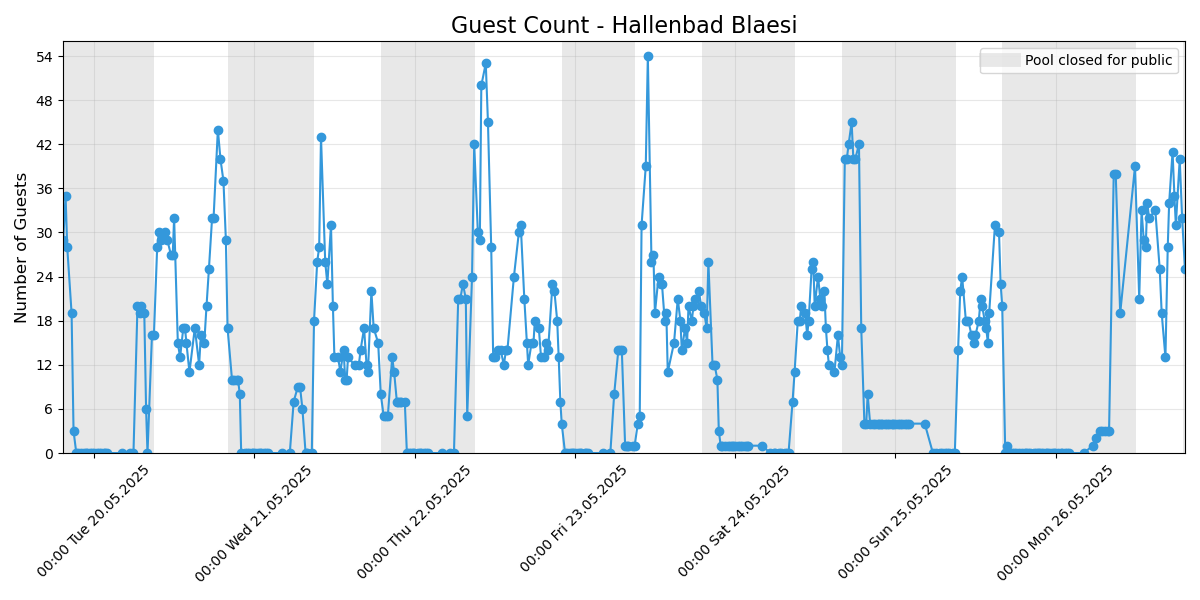 Guest Count - Hallenbad Blaesi
Pool closed for public
Number of Guests
54
48
42
36
30
24
18
12
6
0
00:00 Tue 20.05.2025
00:00 Wed 21.05.2025
00:00 Thu 22.05.2025
00:00 Fri 23.05.2025
00:00 Sat 24.05.2025
00:00 Sun 25.05.2025
00:00 Mon 26.05.2025